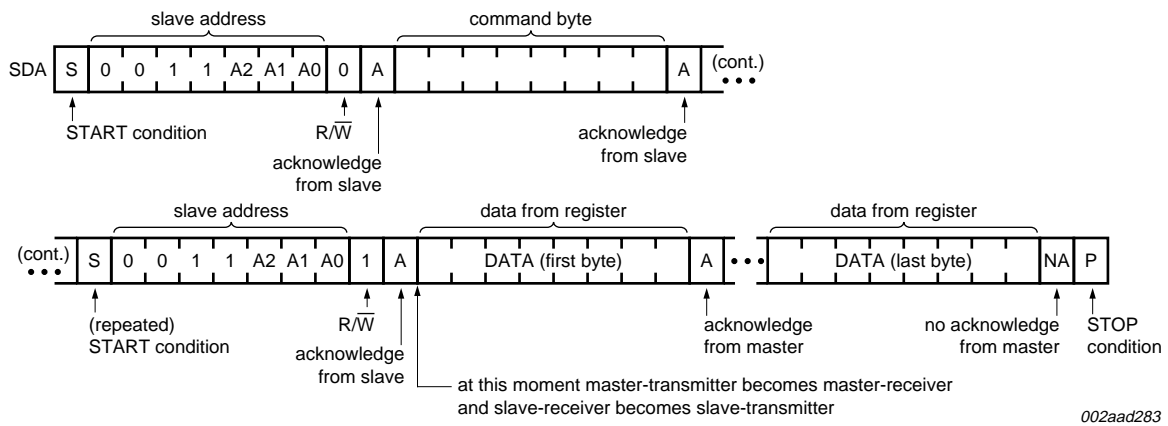 slave address
command byte
SDA S 0 0 1 1 A2 A1 A0 0 A A (cont.)
START condition
R/W̅
acknowledge
from slave
acknowledge
from slave
slave address
data from register
data from register
(cont.) S 0 0 1 1 A2 A1 A0 1 A DATA (first byte) A DATA (last byte) NA P
(repeated)
START condition
R/W̅
acknowledge
from slave
acknowledge
from master
no acknowledge
from master
STOP
condition
at this moment master-transmitter becomes master-receiver
and slave-receiver becomes slave-transmitter
002aad283